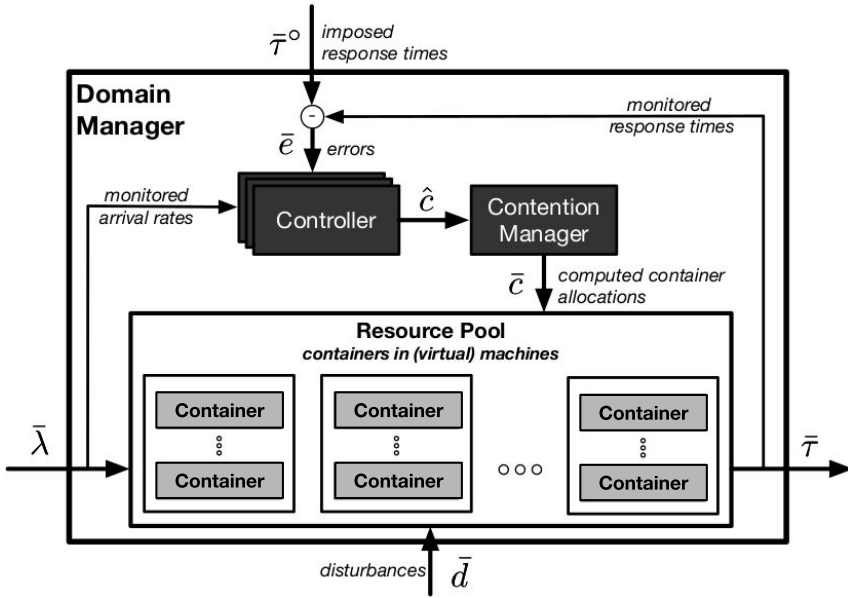 τ̄°
imposed
response times
Domain
Manager
-
monitored
response times
ē
errors
monitored
arrival rates
Controller
ĉ
Contention
Manager
c̄
computed container
allocations
Resource Pool
containers in (virtual) machines
Container
Container
Container
Container
Container
Container
λ̄
τ̄
disturbances
d̄